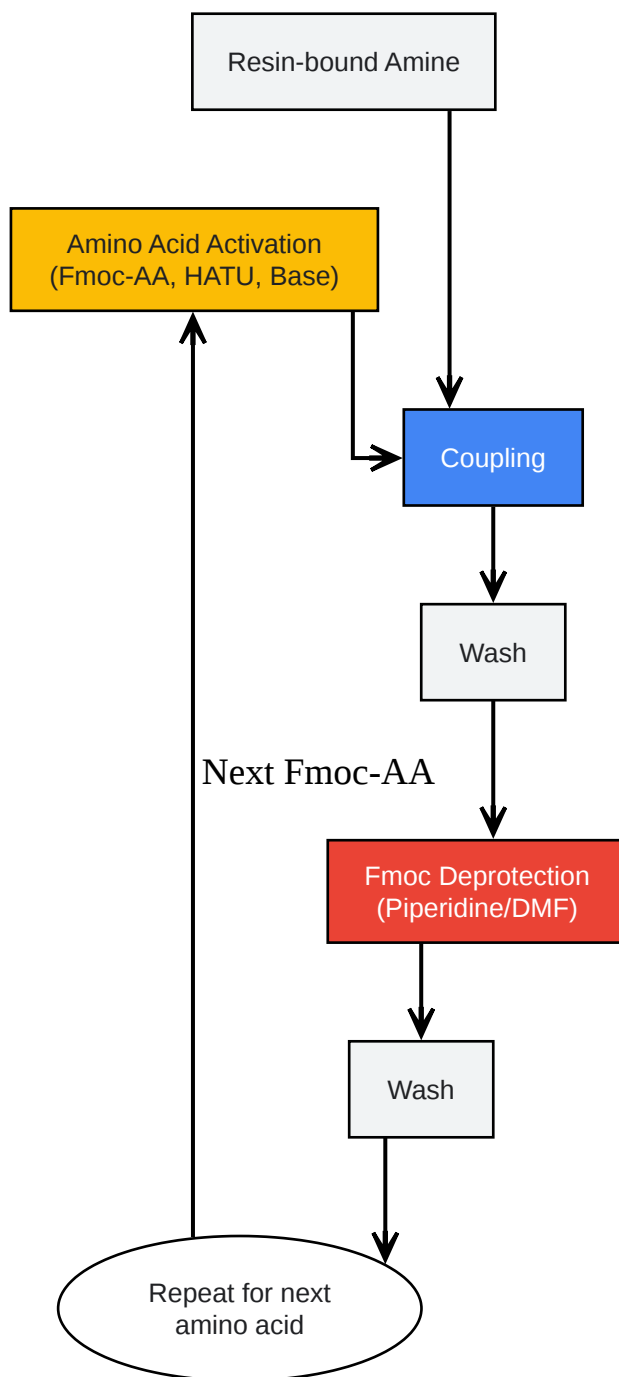 Resin-bound Amine
Amino Acid Activation
(Fmoc-AA, HATU, Base)
Coupling
Wash
Next Fmoc-AA
Fmoc Deprotection
(Piperidine/DMF)
Wash
Repeat for next
amino acid